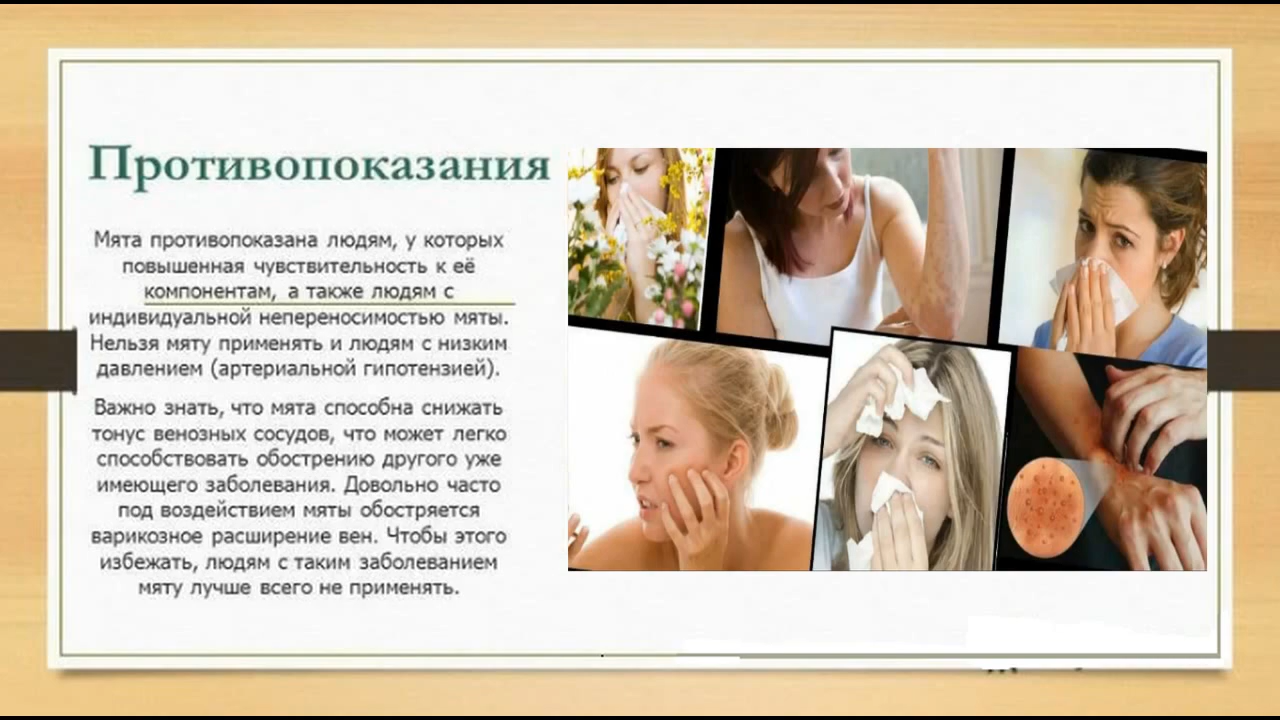 Противопоказания
Мята противопоказана людям, у которых
повышенная чувствительность к её
компонентам, а также людям с
индивидуальной непереносимостью мяты.
Нельзя мяту применять и людям с низким
давлением (артериальной гипотензией).
Важно знать, что мята способна снижать
тонус венозных сосудов, что может легко
способствовать обострению другого уже
имеющего заболевания. Довольно часто
под воздействием мяты обостряется
варикозное расширение вен. Чтобы этого
избежать, людям с таким заболеванием
мяту лучше всего не применять.